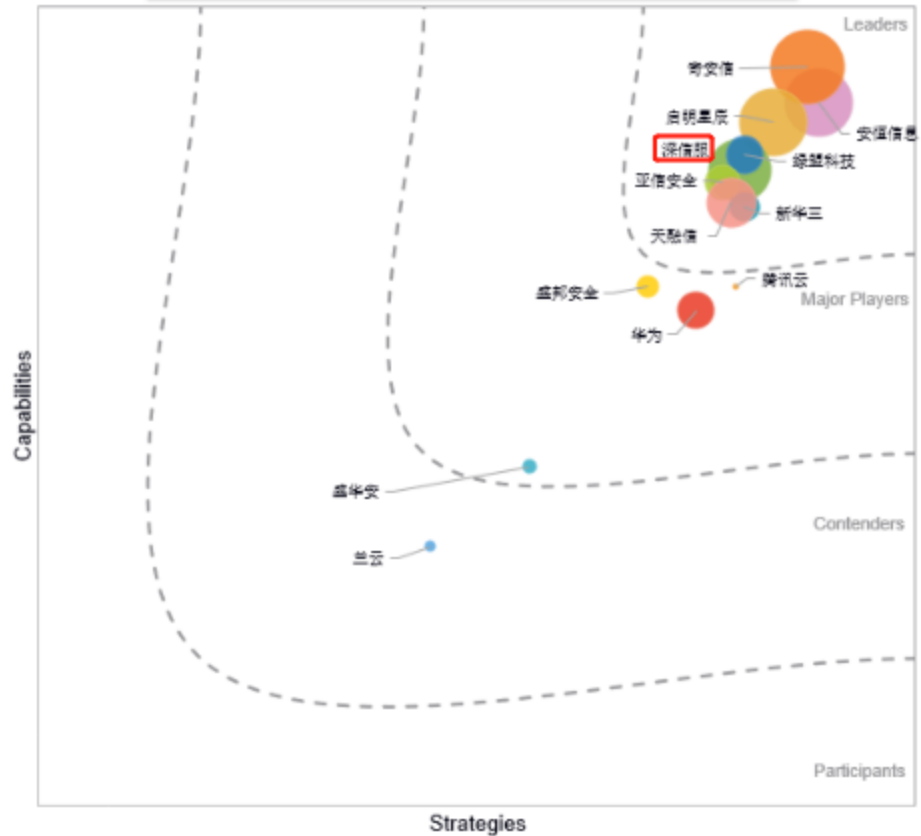 Leaders
奇安信
启明星辰
安恒信息
深信服
绿盟科技
亚信安全
新华三
天融信
腾讯云
盛邦安全
Major Players
华为
Capabilities
盛华安
Contenders
兰云
Participants
Strategies